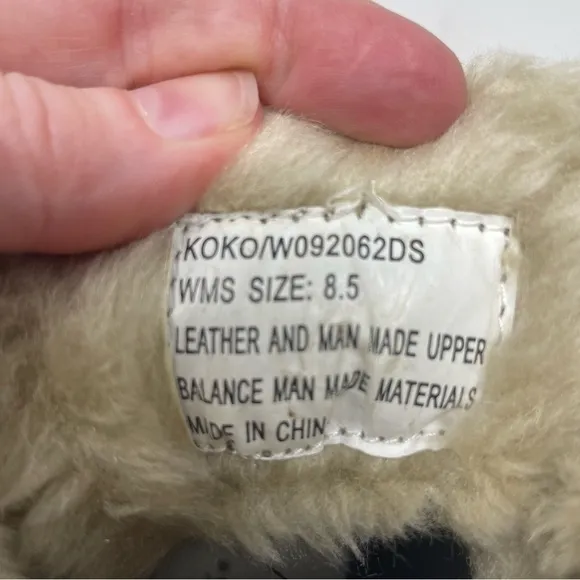 KOKO/W092062DS
WMS SIZE: 8.5
LEATHER AND MAN MADE UPPER
BALANCE MAN MADE MATERIALS
MADE IN CHIN